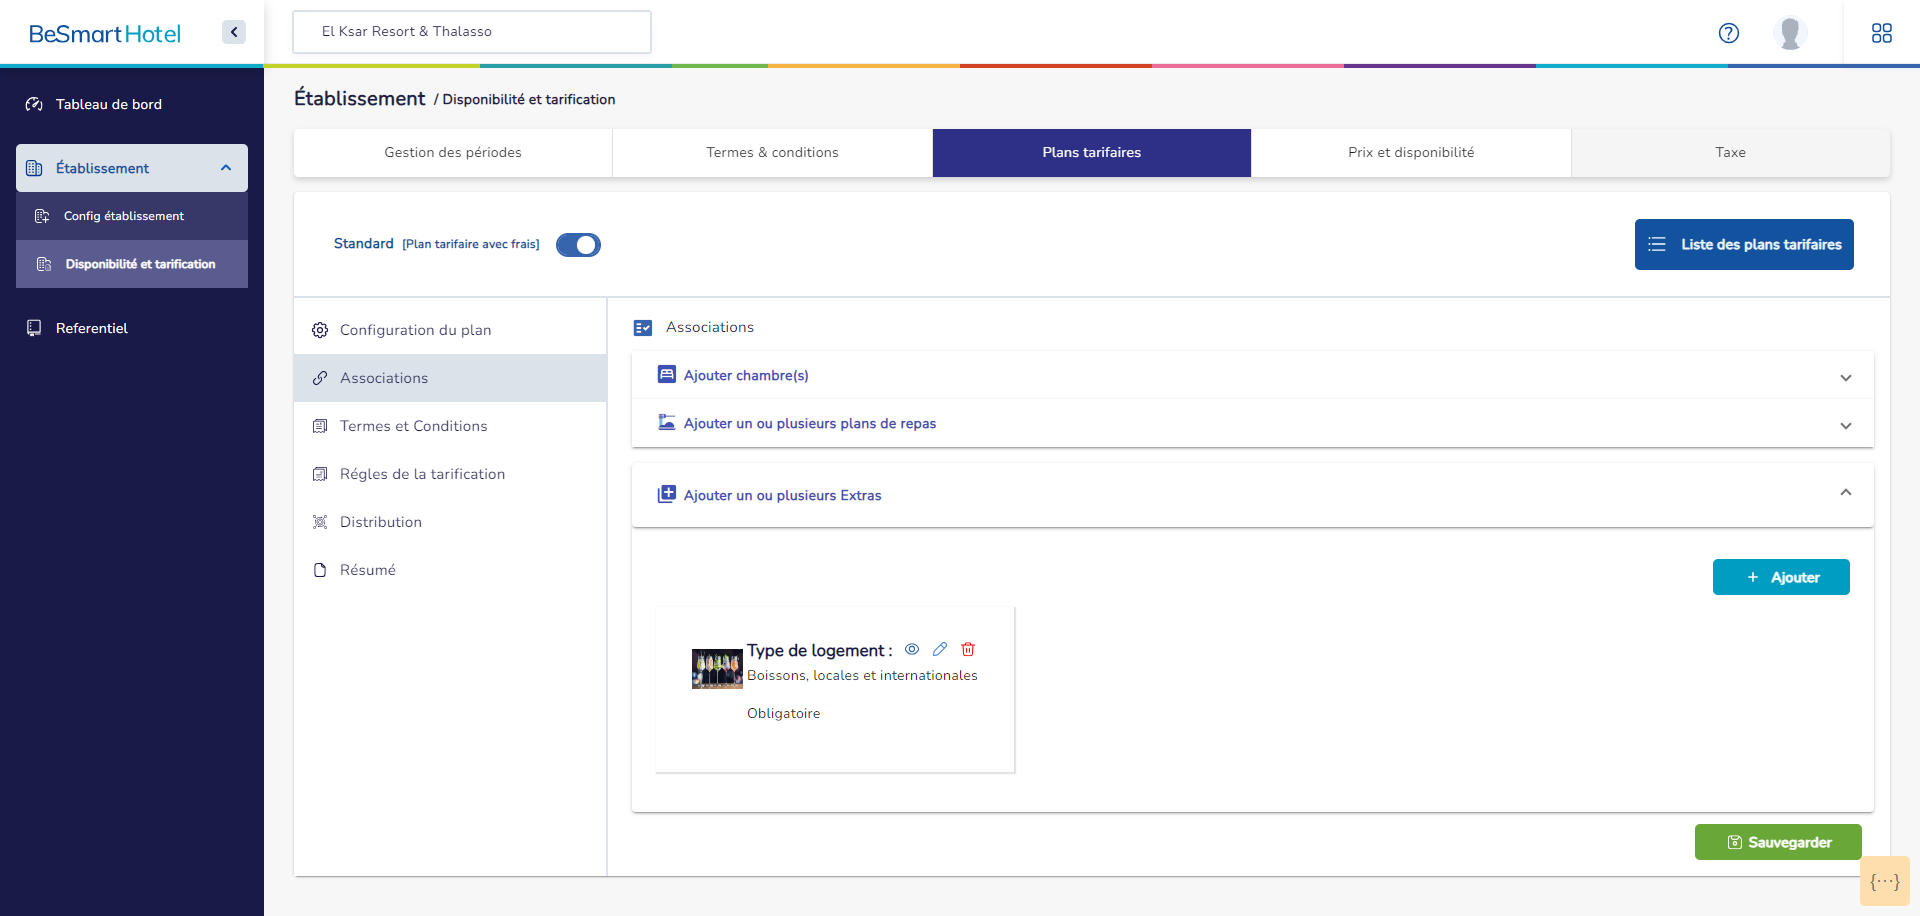 BeSmart Hotel
El Ksar Resort & Thalasso
Tableau de bord
Établissement
Config établissement
Disponibilité et tarification
Referentiel
Établissement / Disponibilité et tarification
Gestion des périodes
Termes & conditions
Plans tarifaires
Prix et disponibilité
Taxe
Standard [Plan tarifaire avec frais]
Liste des plans tarifaires
Configuration du plan
Associations
Termes et Conditions
Régles de la tarification
Distribution
Résumé
Associations
Ajouter chambre(s)
Ajouter un ou plusieurs plans de repas
Ajouter un ou plusieurs Extras
+ Ajouter
Type de logement :
Boissons, locales et internationales
Obligatoire
Sauvegarder
{···}